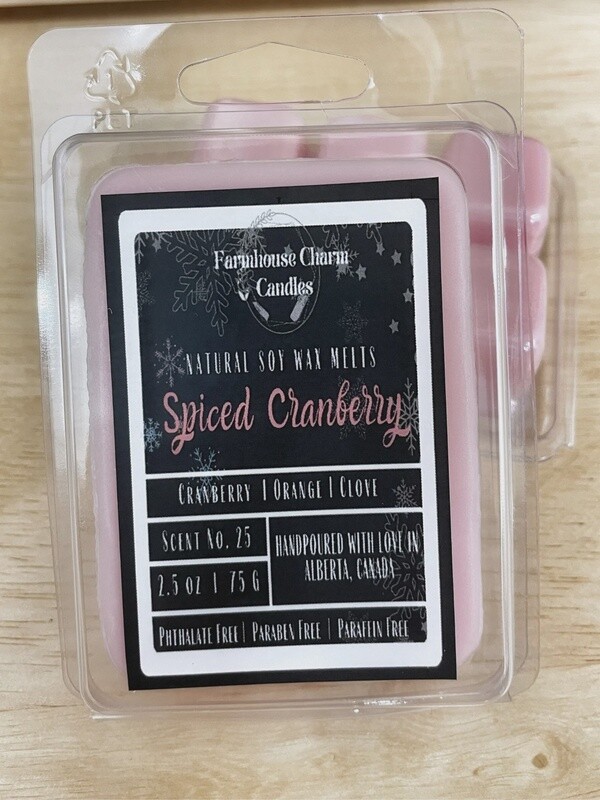 PET
Farmhouse Charm
Candles
NATURAL SOY WAX MELTS
Spiced Cranberry
CRANBERRY | ORANGE | CLOVE
SCENT NO. 25
2.5 OZ | 75 G
HANDPOURED WITH LOVE IN
ALBERTA, CANADA
PHTHALATE FREE | PARABEN FREE | PARAFFIN FREE